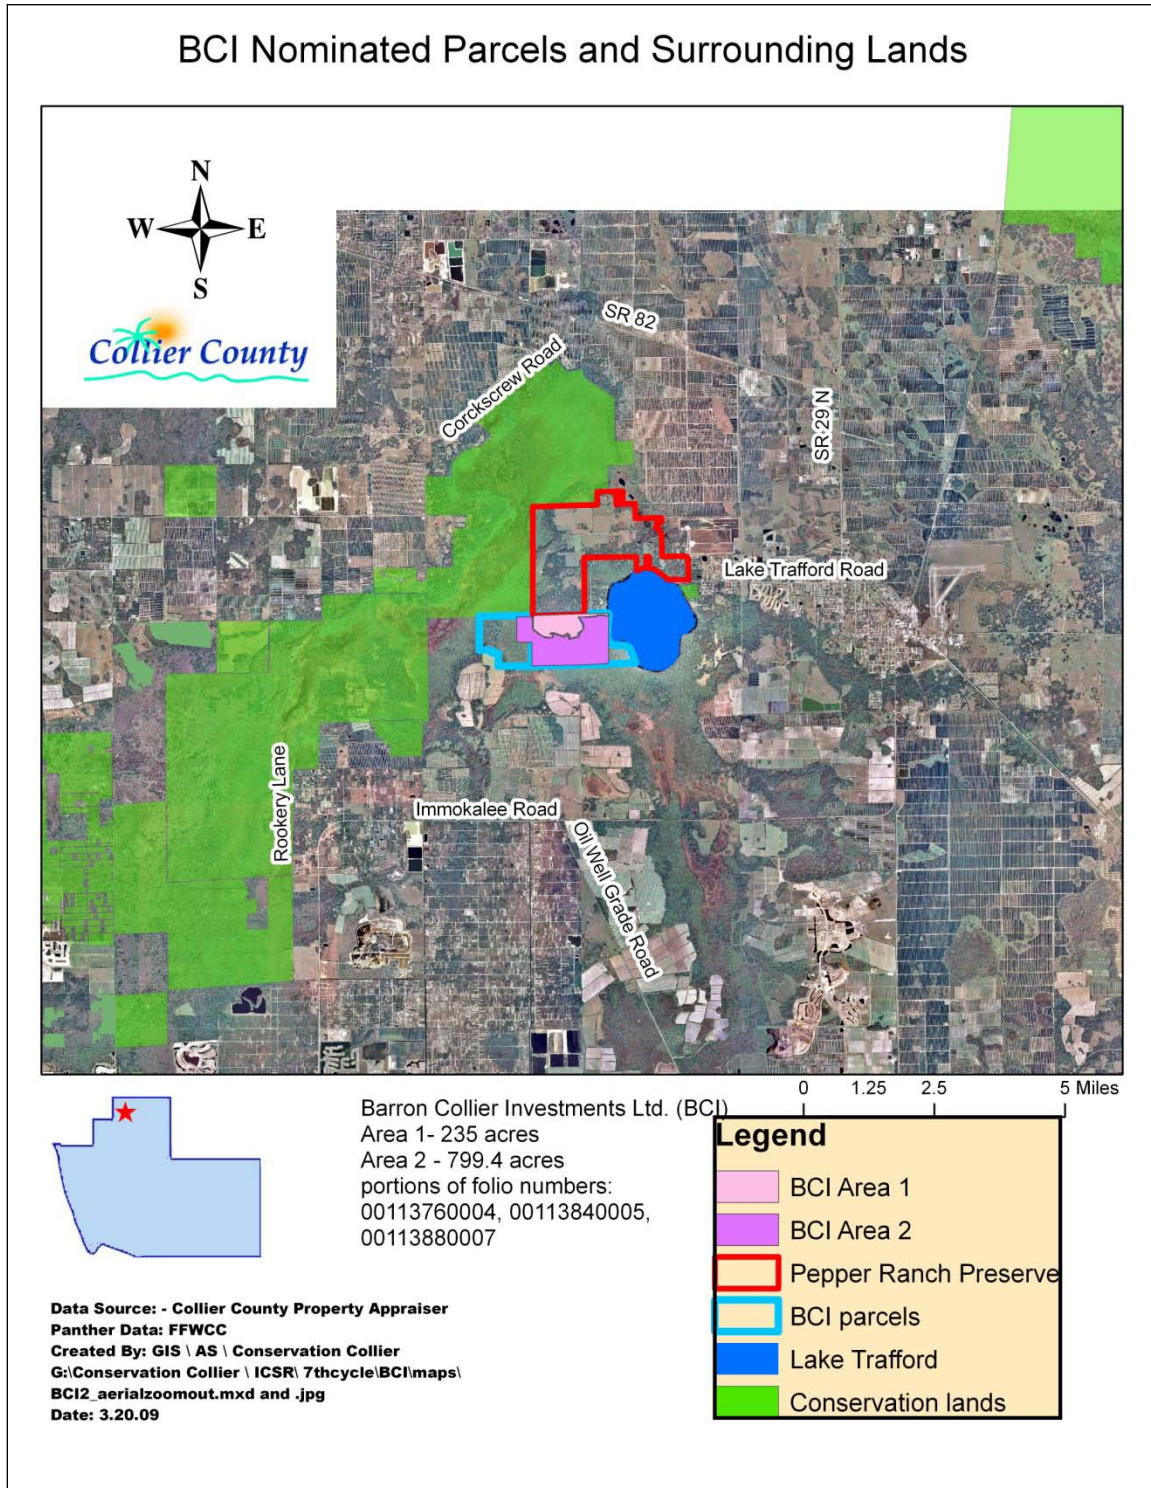 BCI Nominated Parcels and Surrounding Lands
N
W E
S
Collier County
SR 82
Corckscrew Road
SR 29 N
Lake Trafford Road
Rookery Lane
Immokalee Road
Oil Well Grade Road
0 1.25 2.5 5 Miles
Barron Collier Investments Ltd. (BCI)
Area 1- 235 acres
Area 2 - 799.4 acres
portions of folio numbers:
00113760004, 00113840005,
00113880007
Legend
BCI Area 1
BCI Area 2
Pepper Ranch Preserve
BCI parcels
Lake Trafford
Conservation lands
Data Source: - Collier County Property Appraiser
Panther Data: FFWCC
Created By: GIS \ AS \ Conservation Collier
G:\Conservation Collier \ ICSR\ 7thcycle\BCI\maps\
BCI2_aerialzoomout.mxd and .jpg
Date: 3.20.09